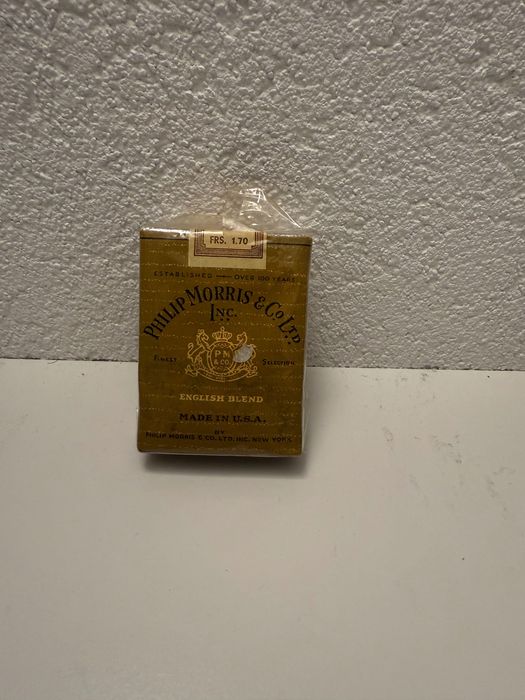 FRS. 1.70
ESTABLISHED — OVER 100 YEARS
PHILIP MORRIS & CO. LTD.
INC.
FINEST SELECTION
PM
& CO
ENGLISH BLEND
MADE IN U.S.A.
BY
PHILIP MORRIS & CO. LTD. INC. NEW YORK